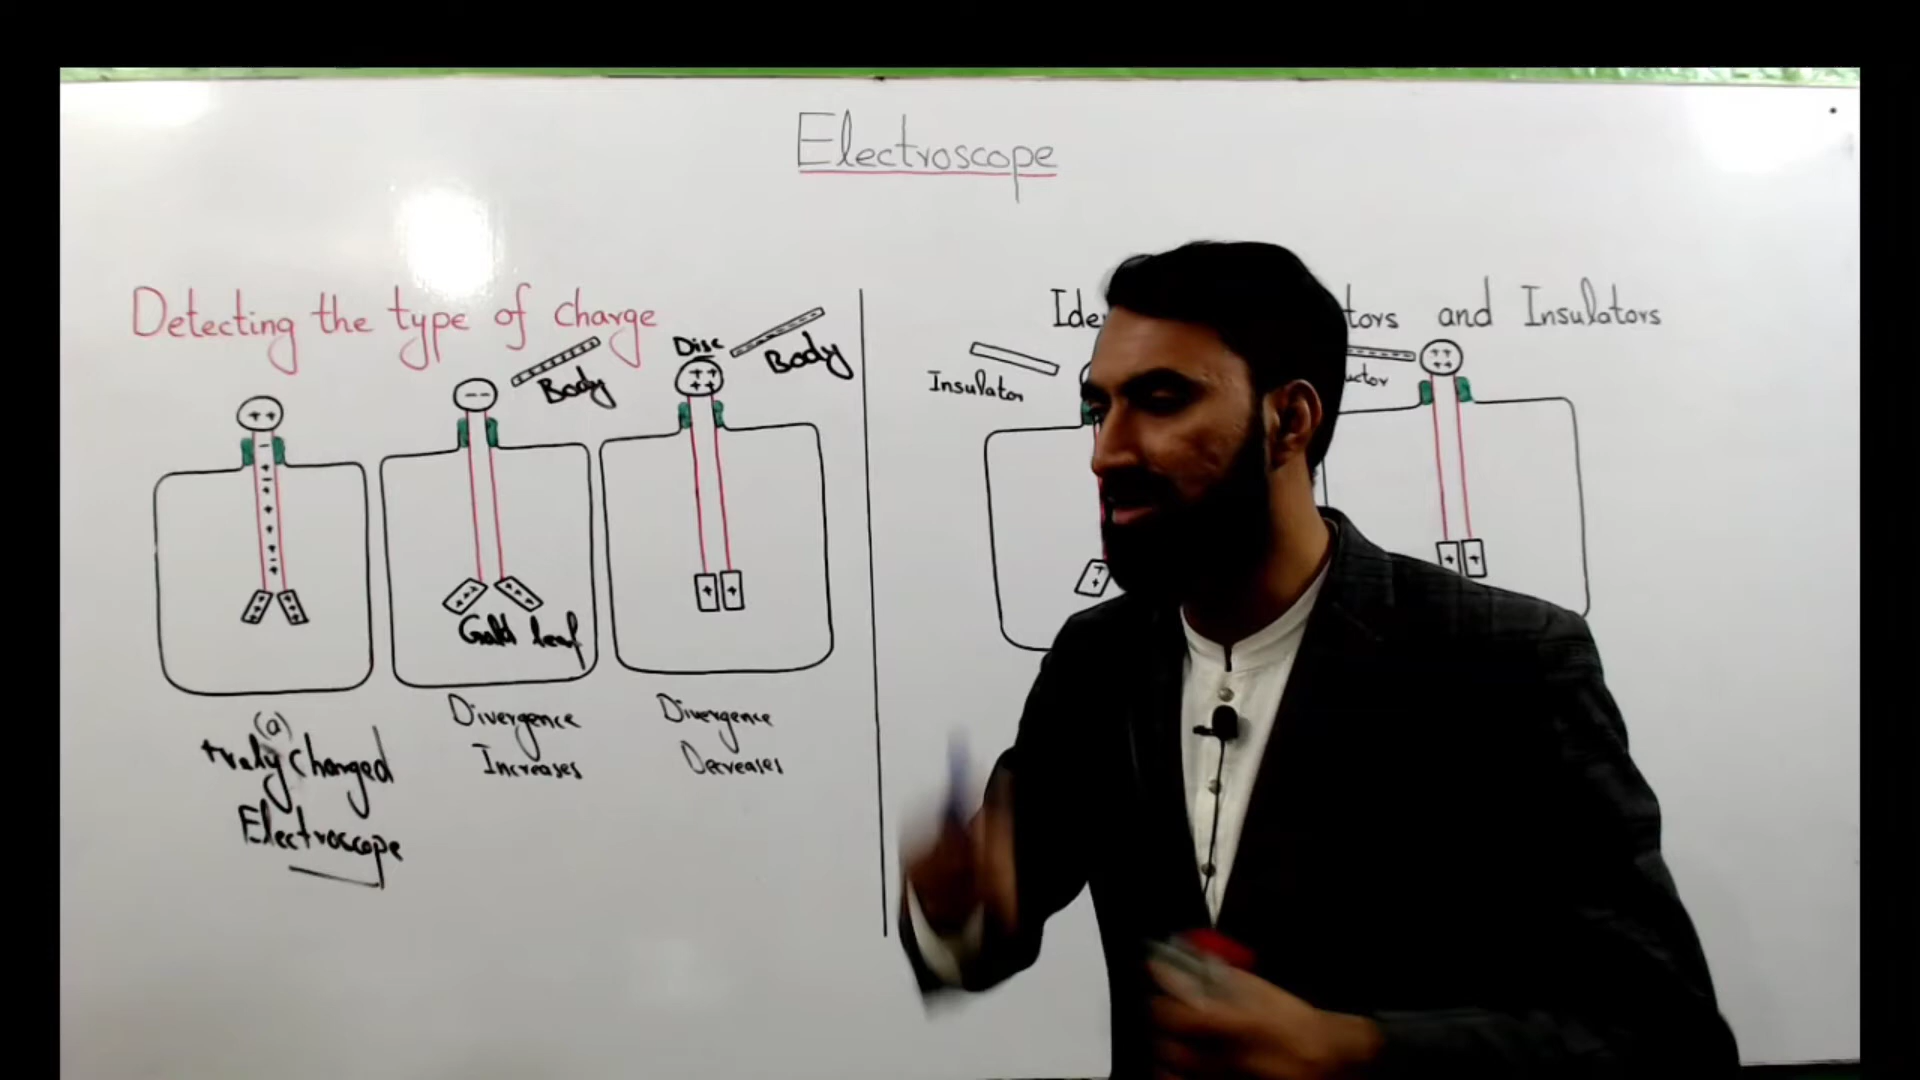 Electroscope
Detecting the type of charge
Body
Disc
Body
Gold leaf
(a)
+vely Charged
Electroscope
Divergence
Increases
Divergence
Decreases
and Insulators
Insulator